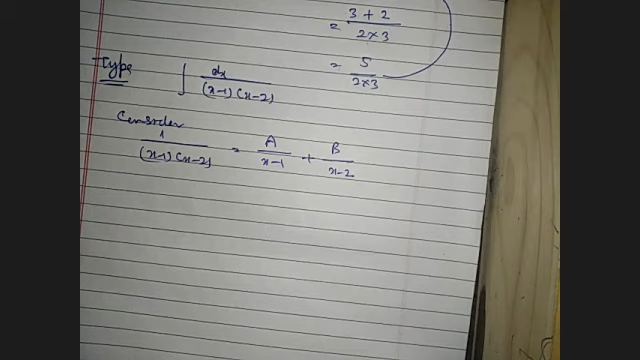 = 3 + 2 / 2×3
= 5 / 2×3
Type ∫ dx / (x-1)(x-2)
Consider
1 / (x-1)(x-2) = A / x-1 + B / x-2